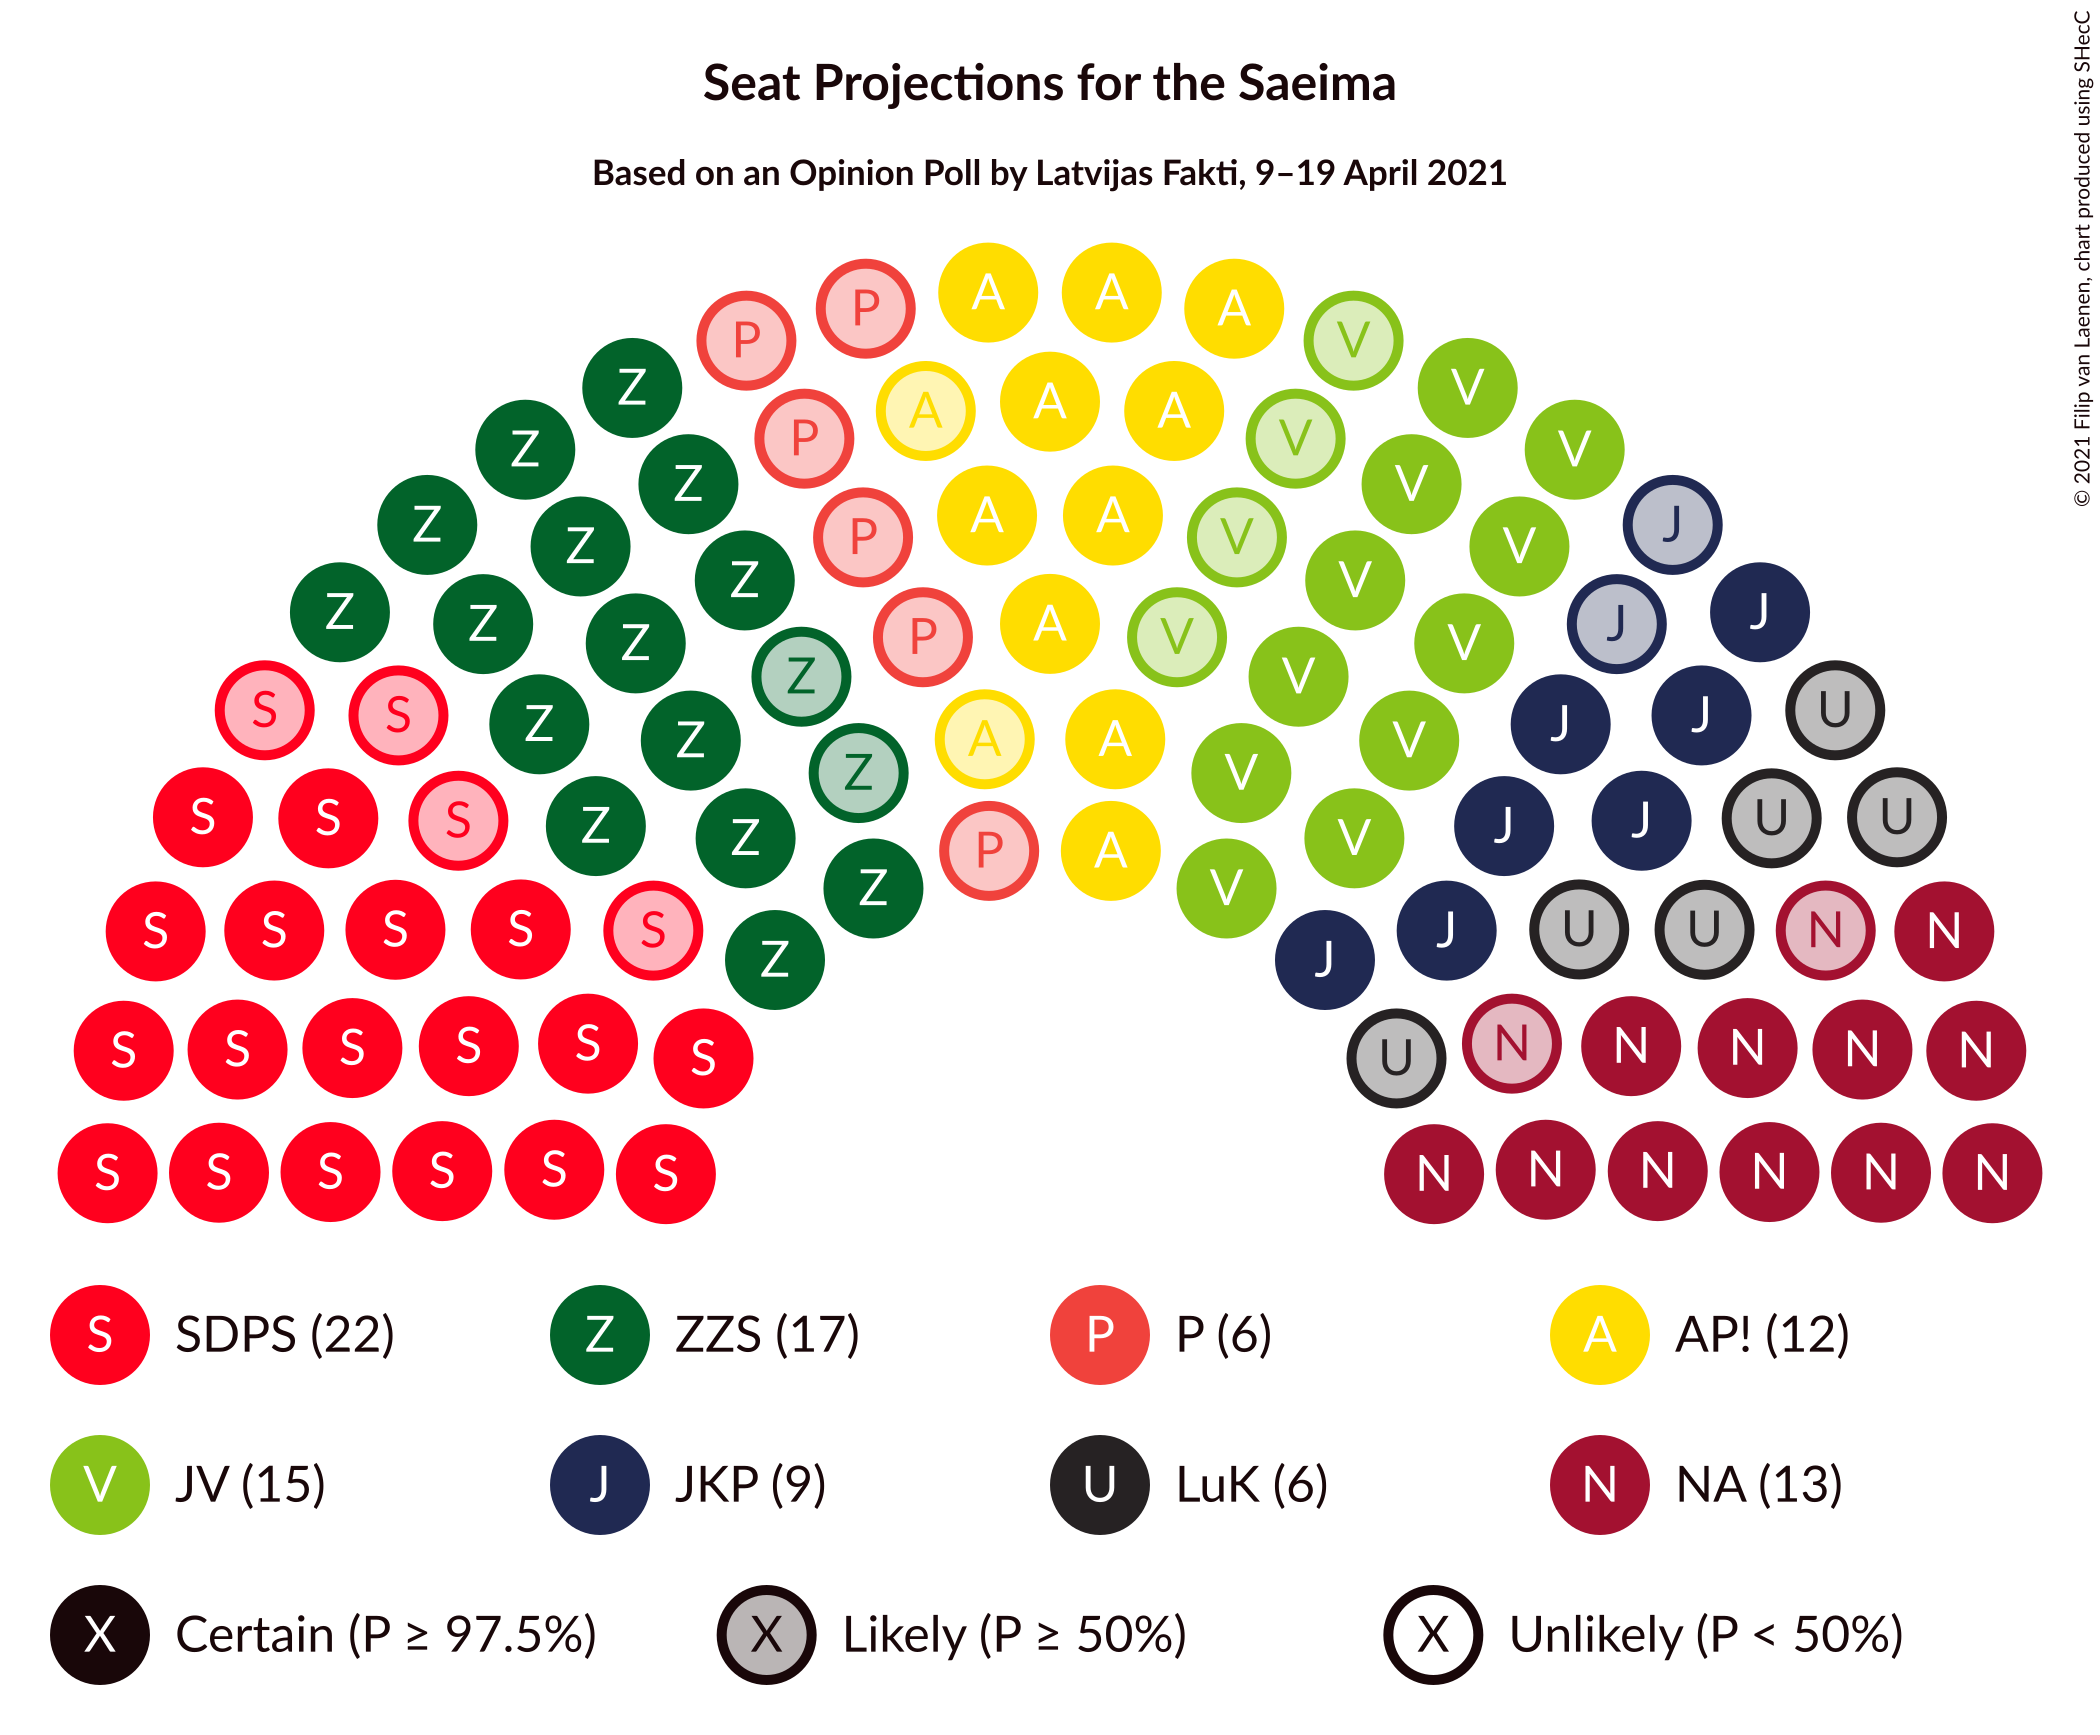 Seat Projections for the Saeima
Based on an Opinion Poll by Latvijas Fakti, 9–19 April 2021
© 2021 Filip van Laenen, chart produced using SHecC
P A A A
P V
Z V
A A A
Z P V V
Z V
Z Z P A A V V J
Z V
Z Z Z P A V V J J
Z V
S S Z Z A A V J J U
Z V
S S S Z Z P A V J J U U
Z V
S S S S S U U N N
Z J
S S S S S S U N N N N N
S S S S S S N N N N N N
S SDPS (22) Z ZZS (17) P P (6) A AP! (12)
V JV (15) J JKP (9) U LuK (6) N NA (13)
X Certain (P ≥ 97.5%) X Likely (P ≥ 50%) X Unlikely (P < 50%)